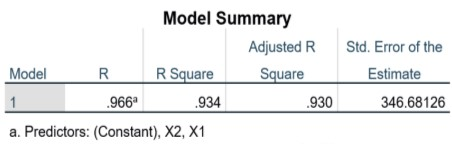 Model Summary
Adjusted R Std. Error of the
Model R R Square Square Estimate
1 .966ᵃ .934 .930 346.68126
a. Predictors: (Constant), X2, X1